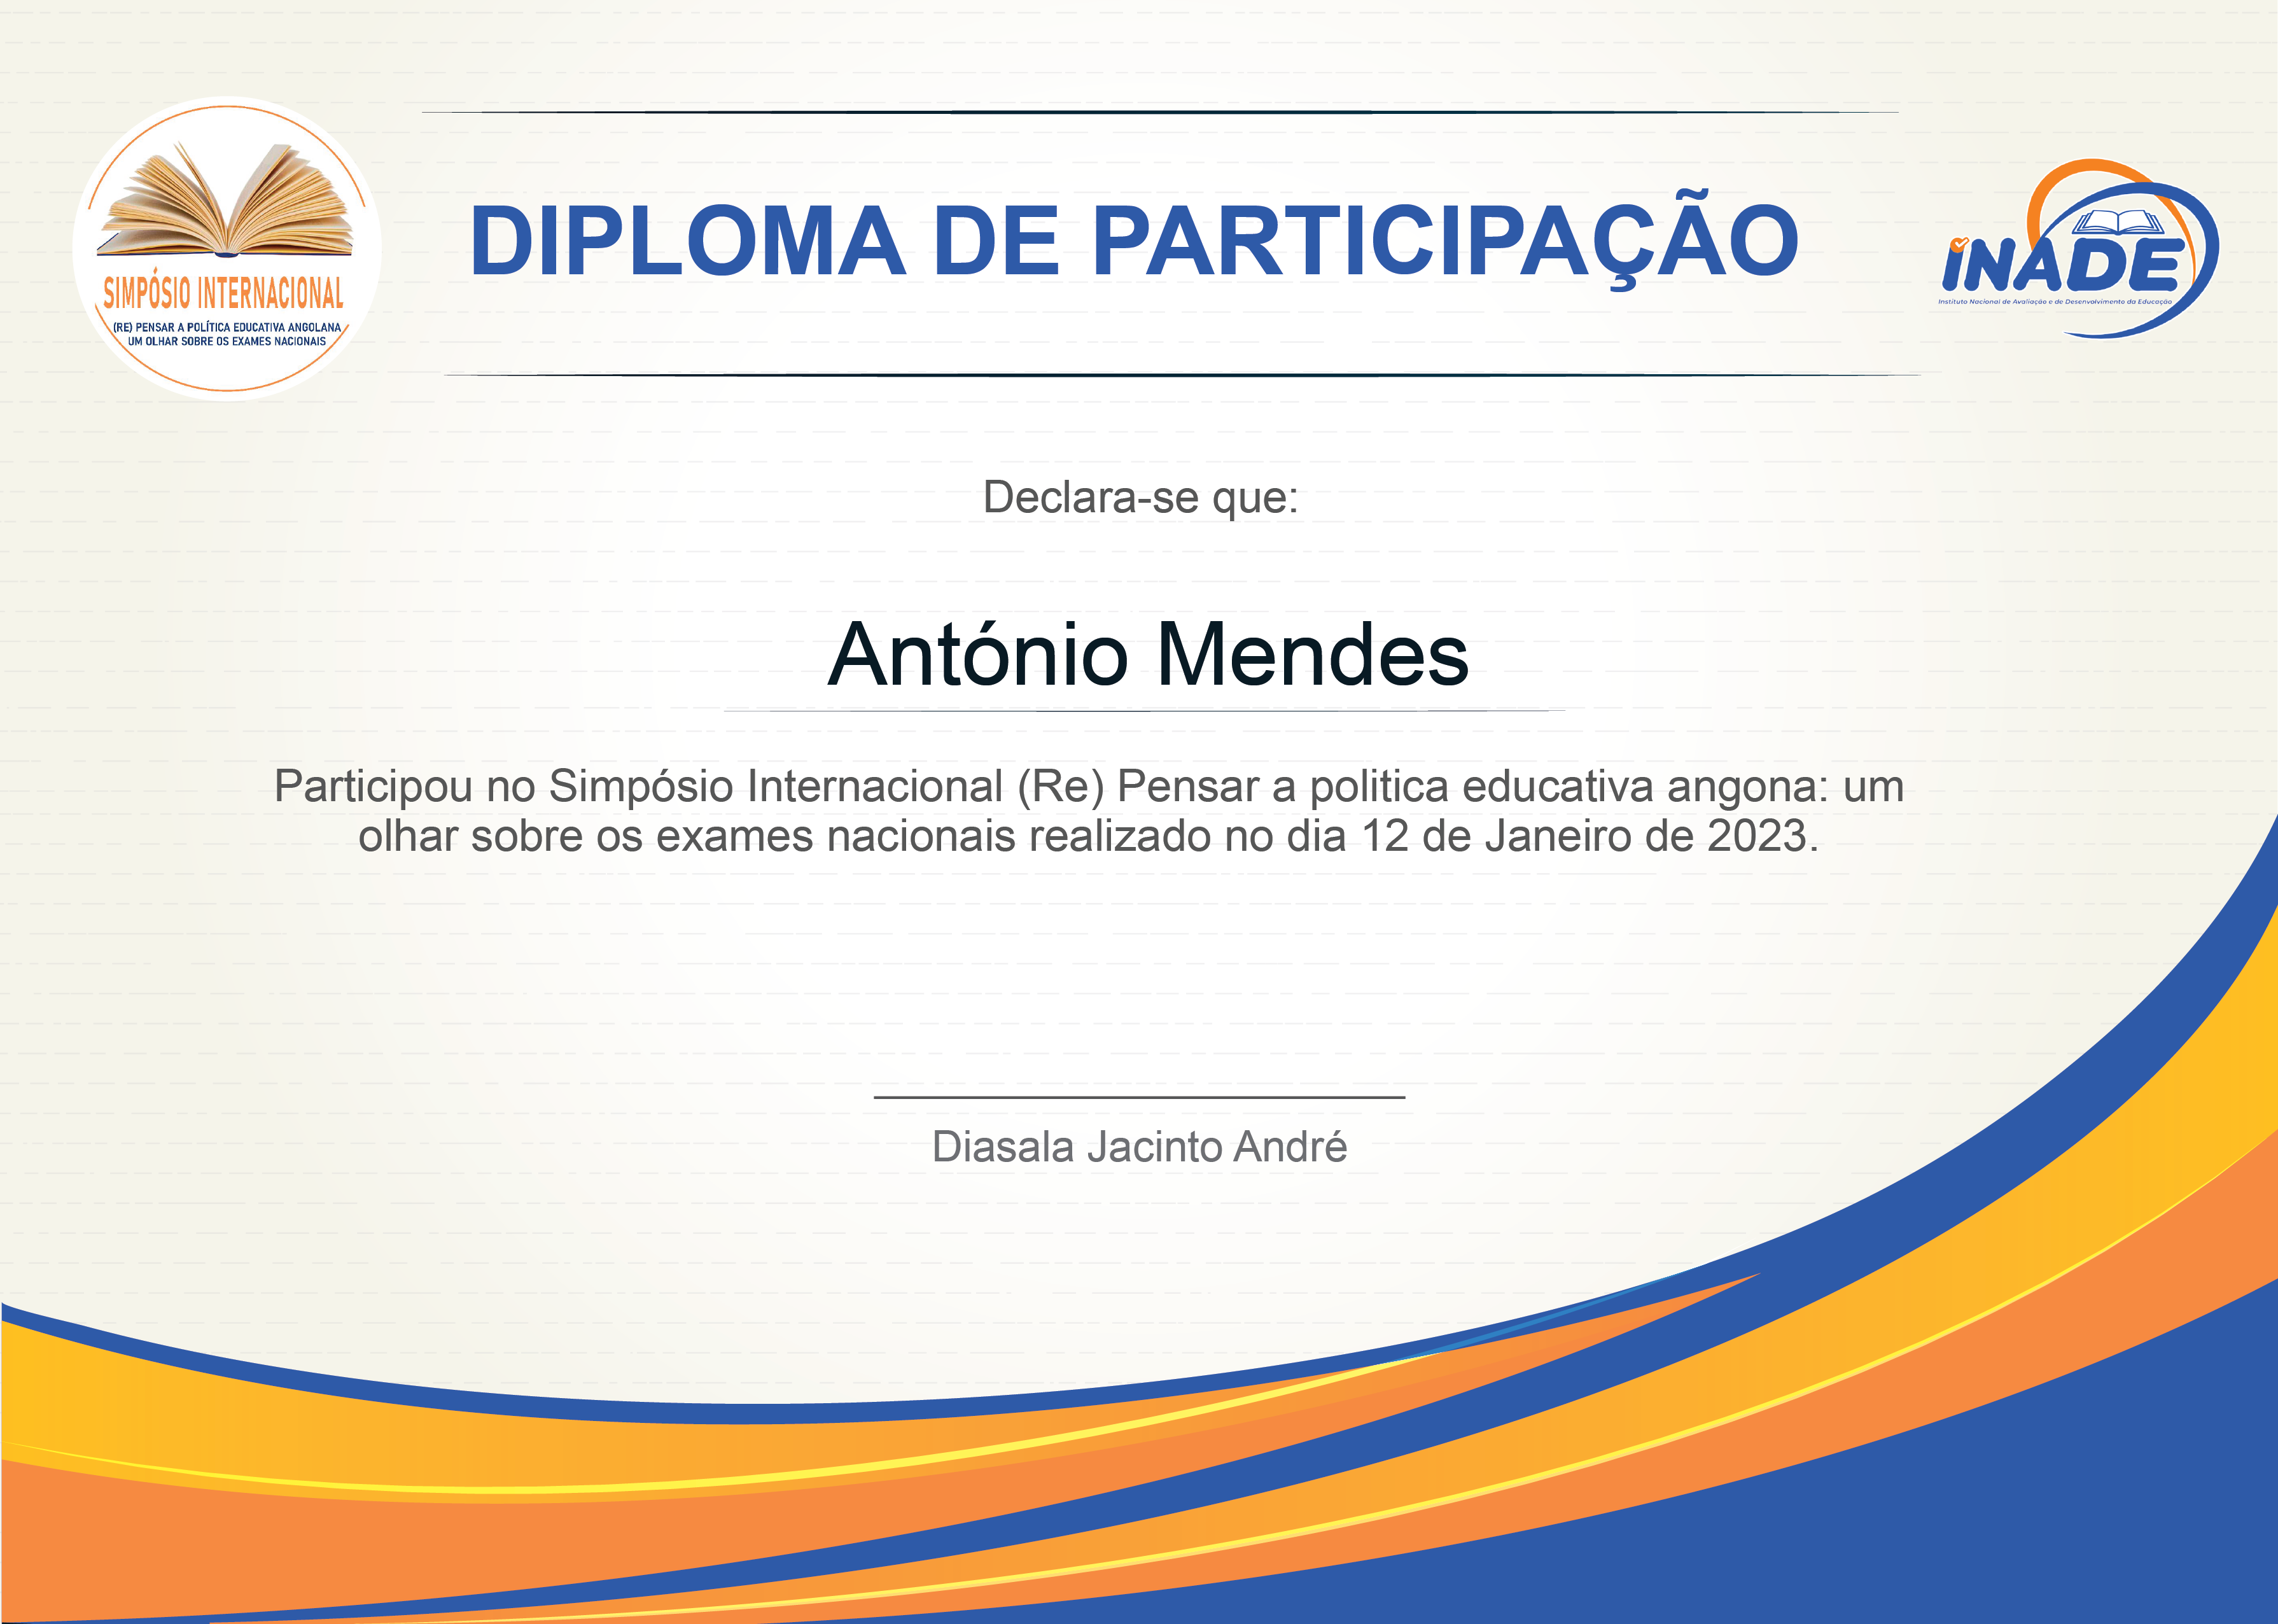 SIMPÓSIO INTERNACIONAL
(RE) PENSAR A POLÍTICA EDUCATIVA ANGOLANA
UM OLHAR SOBRE OS EXAMES NACIONAIS
DIPLOMA DE PARTICIPAÇÃO
INADE
Instituto Nacional de Avaliação e de Desenvolvimento da Educação
Declara-se que:
António Mendes
Participou no Simpósio Internacional (Re) Pensar a politica educativa angona: um
olhar sobre os exames nacionais realizado no dia 12 de Janeiro de 2023.
Diasala Jacinto André